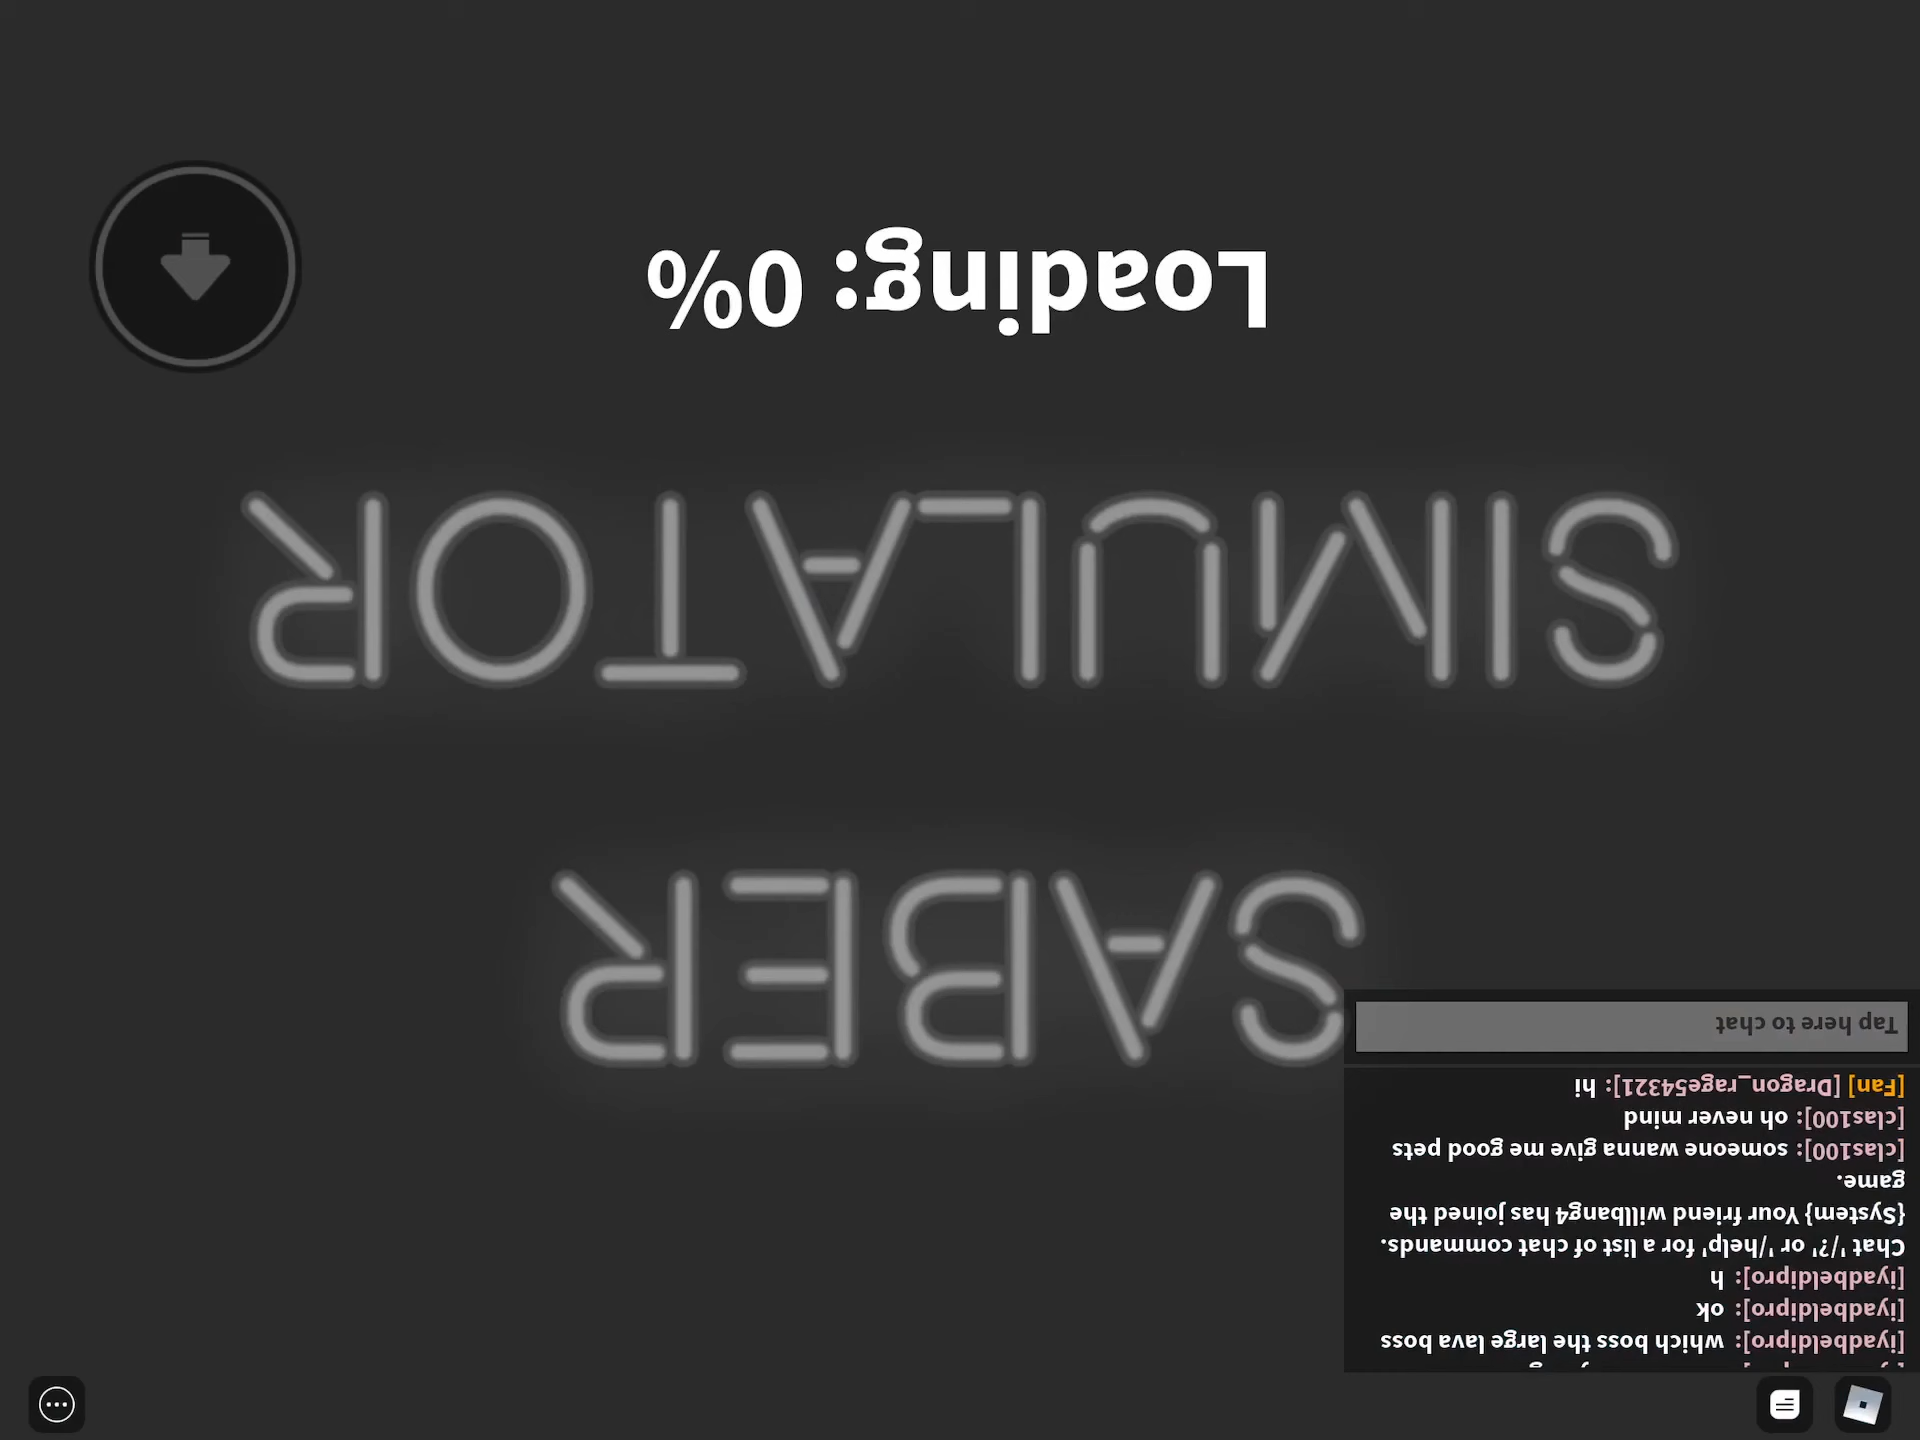 [iyadbeldipro]: which boss the large lava boss
[iyadbeldipro]: ok
[iyadbeldipro]: h
Chat '/?' or '/help' for a list of chat commands.
{System} Your friend willbang4 has joined the
game.
[clas100]: someone wanna give me good pets
[clas100]: oh never mind
[Fan] [Dragon_rage54321]: hi
Tap here to chat
SABER
SIMULATOR
Loading: 0%